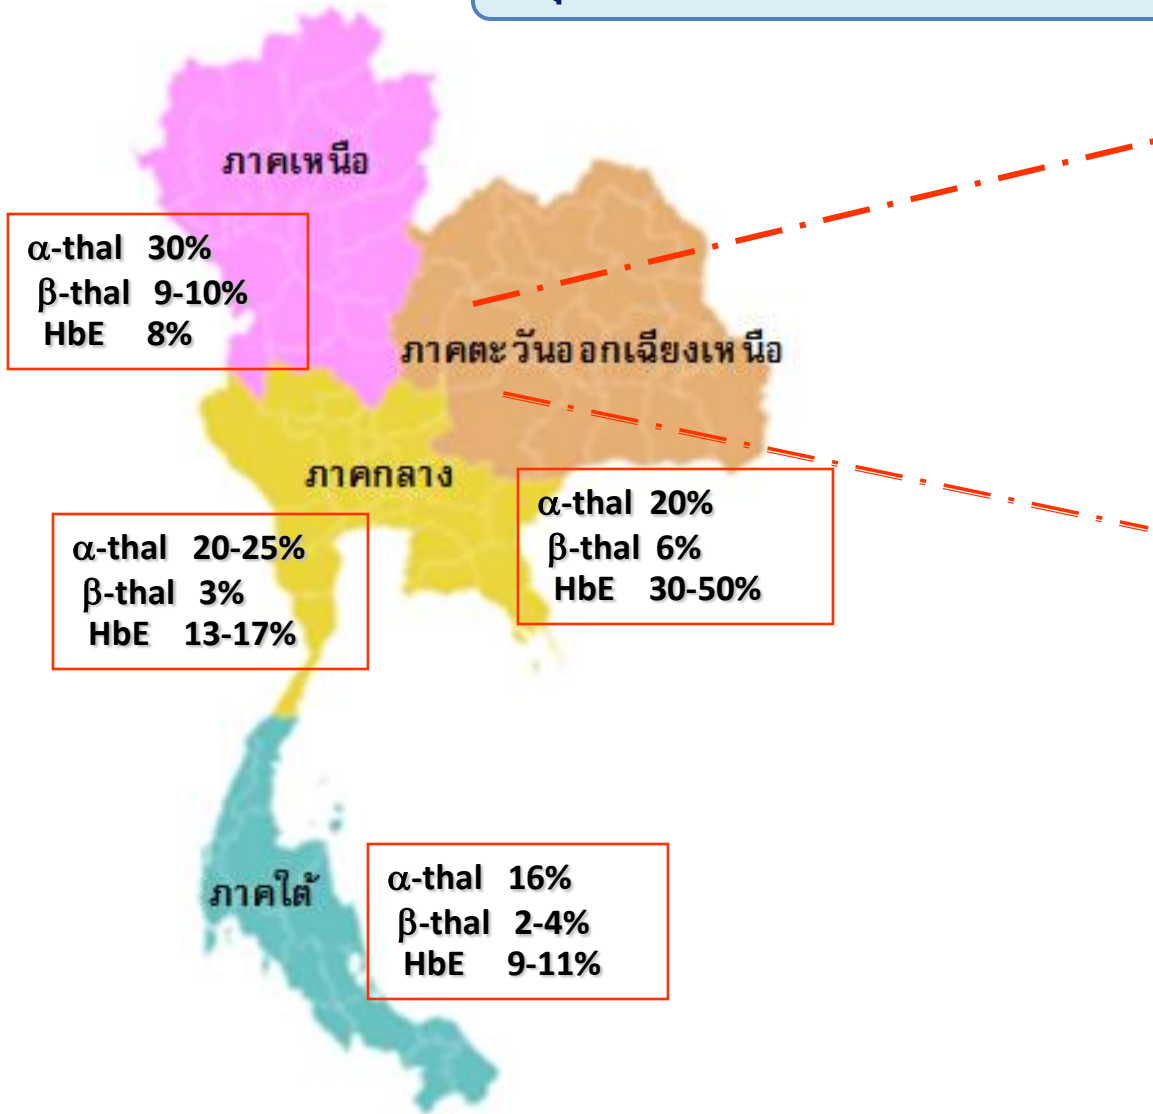 ภาคเหนือ
α-thal 30%
β-thal 9-10%
HbE 8%
ภาคตะวันออกเฉียงเหนือ
ภาคกลาง
α-thal 20%
β-thal 6%
HbE 30-50%
α-thal 20-25%
β-thal 3%
HbE 13-17%
ภาคใต้
α-thal 16%
β-thal 2-4%
HbE 9-11%